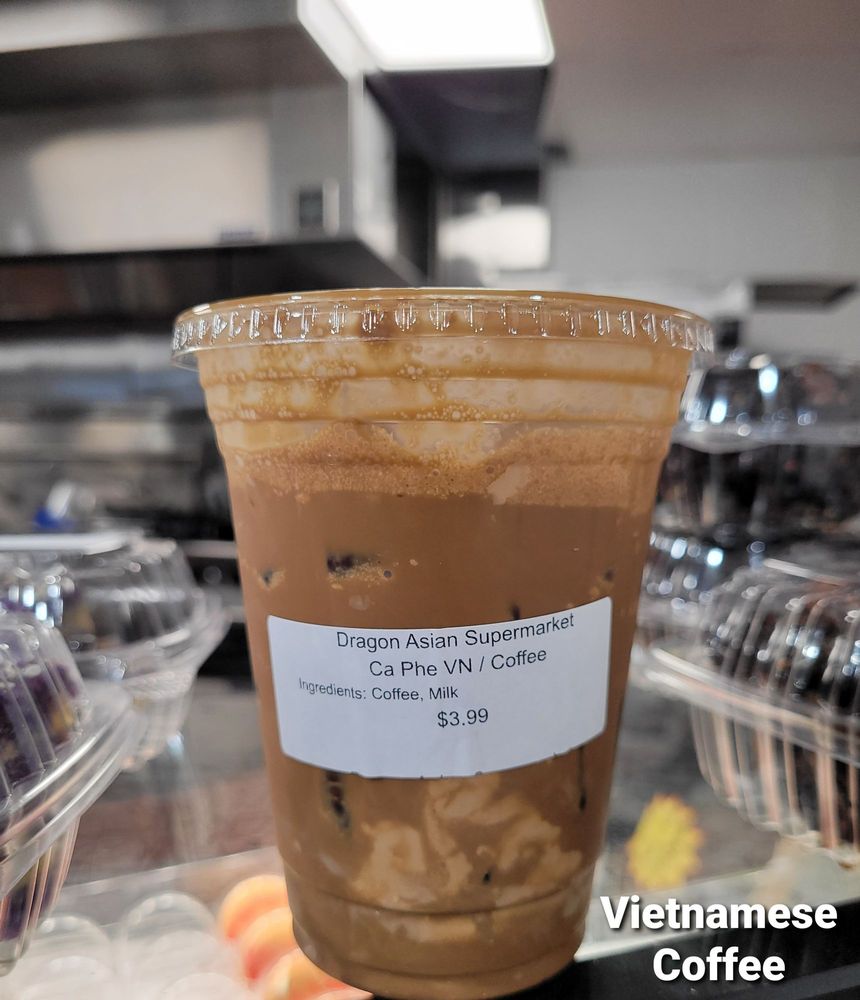 Dragon Asian Supermarket
Ca Phe VN / Coffee
Ingredients: Coffee, Milk
$3.99
Vietnamese
Coffee